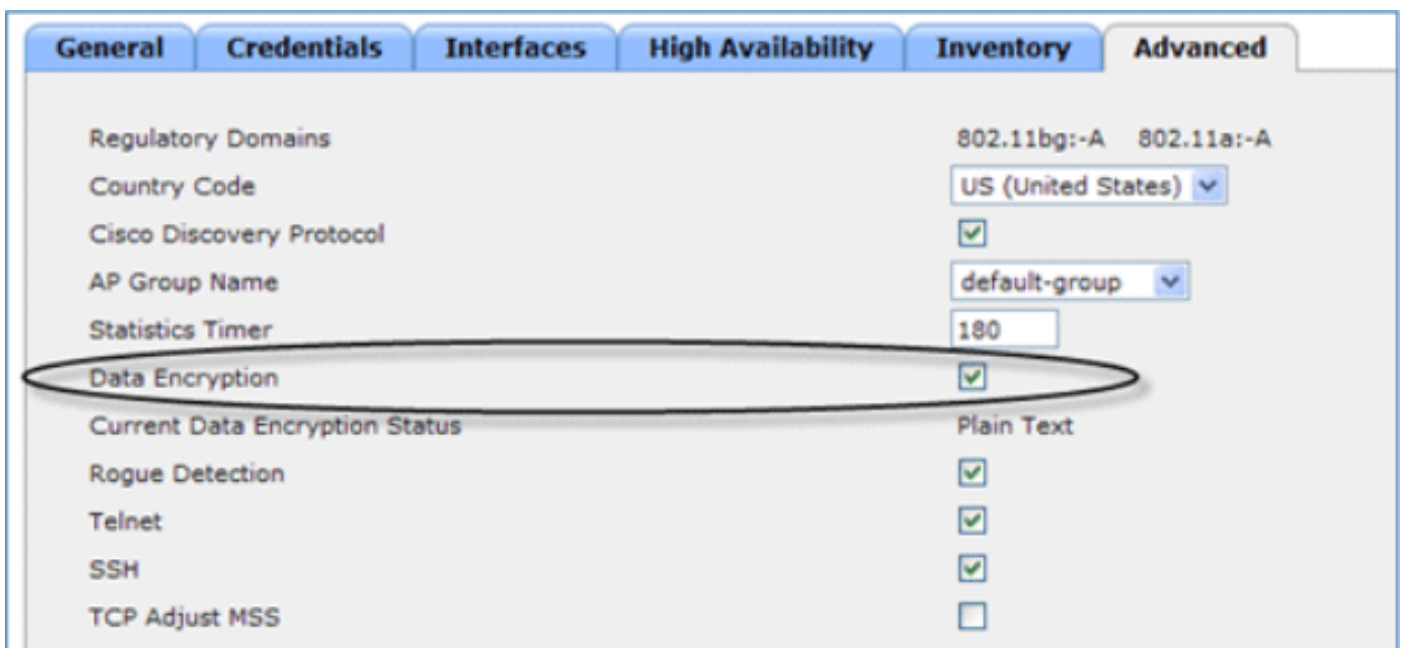 General Credentials Interfaces High Availability Inventory Advanced
Regulatory Domains 802.11bg:-A 802.11a:-A
Country Code US (United States)
Cisco Discovery Protocol
AP Group Name default-group
Statistics Timer 180
Data Encryption
Current Data Encryption Status Plain Text
Rogue Detection
Telnet
SSH
TCP Adjust MSS